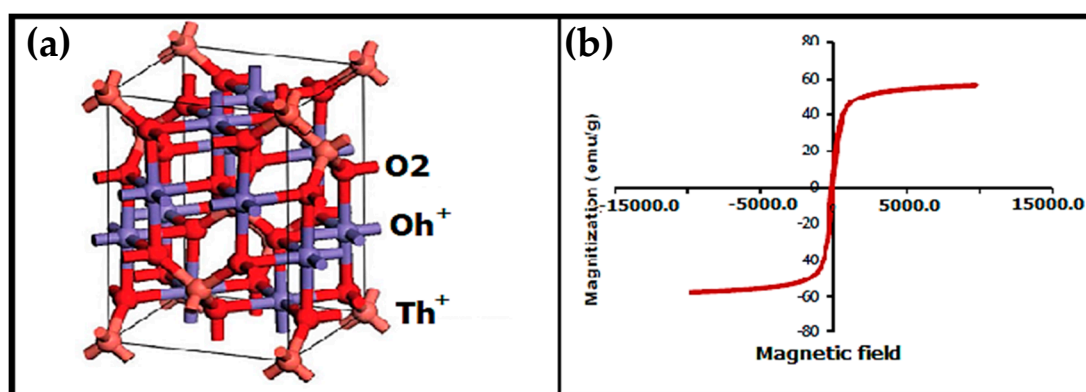 (a)
O2
Oh⁺
Th⁺
(b)
Magnitization (emu/g)
80
60
40
20
0
-20
-40
-60
-80
-15000.0
-5000.0
5000.0
15000.0
Magnetic field